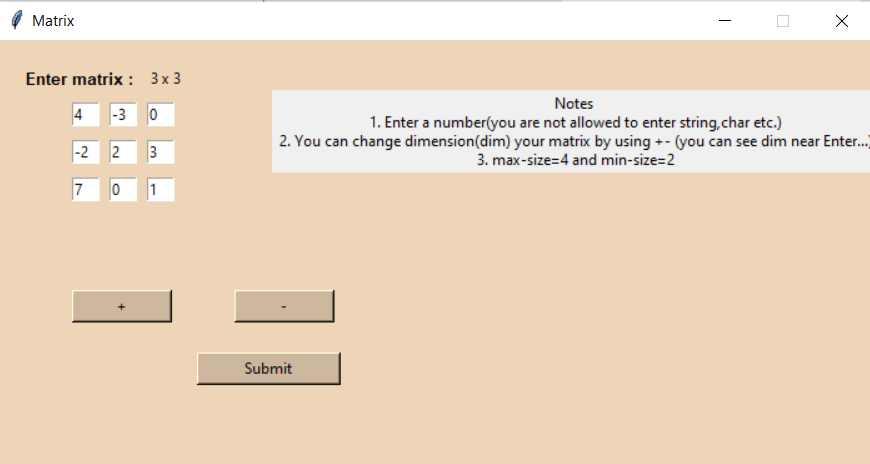 Matrix
Enter matrix : 3 x 3
4 -3 0
-2 2 3
7 0 1
Notes
1. Enter a number(you are not allowed to enter string,char etc.)
2. You can change dimension(dim) your matrix by using +- (you can see dim near Enter...)
3. max-size=4 and min-size=2
+ -
Submit